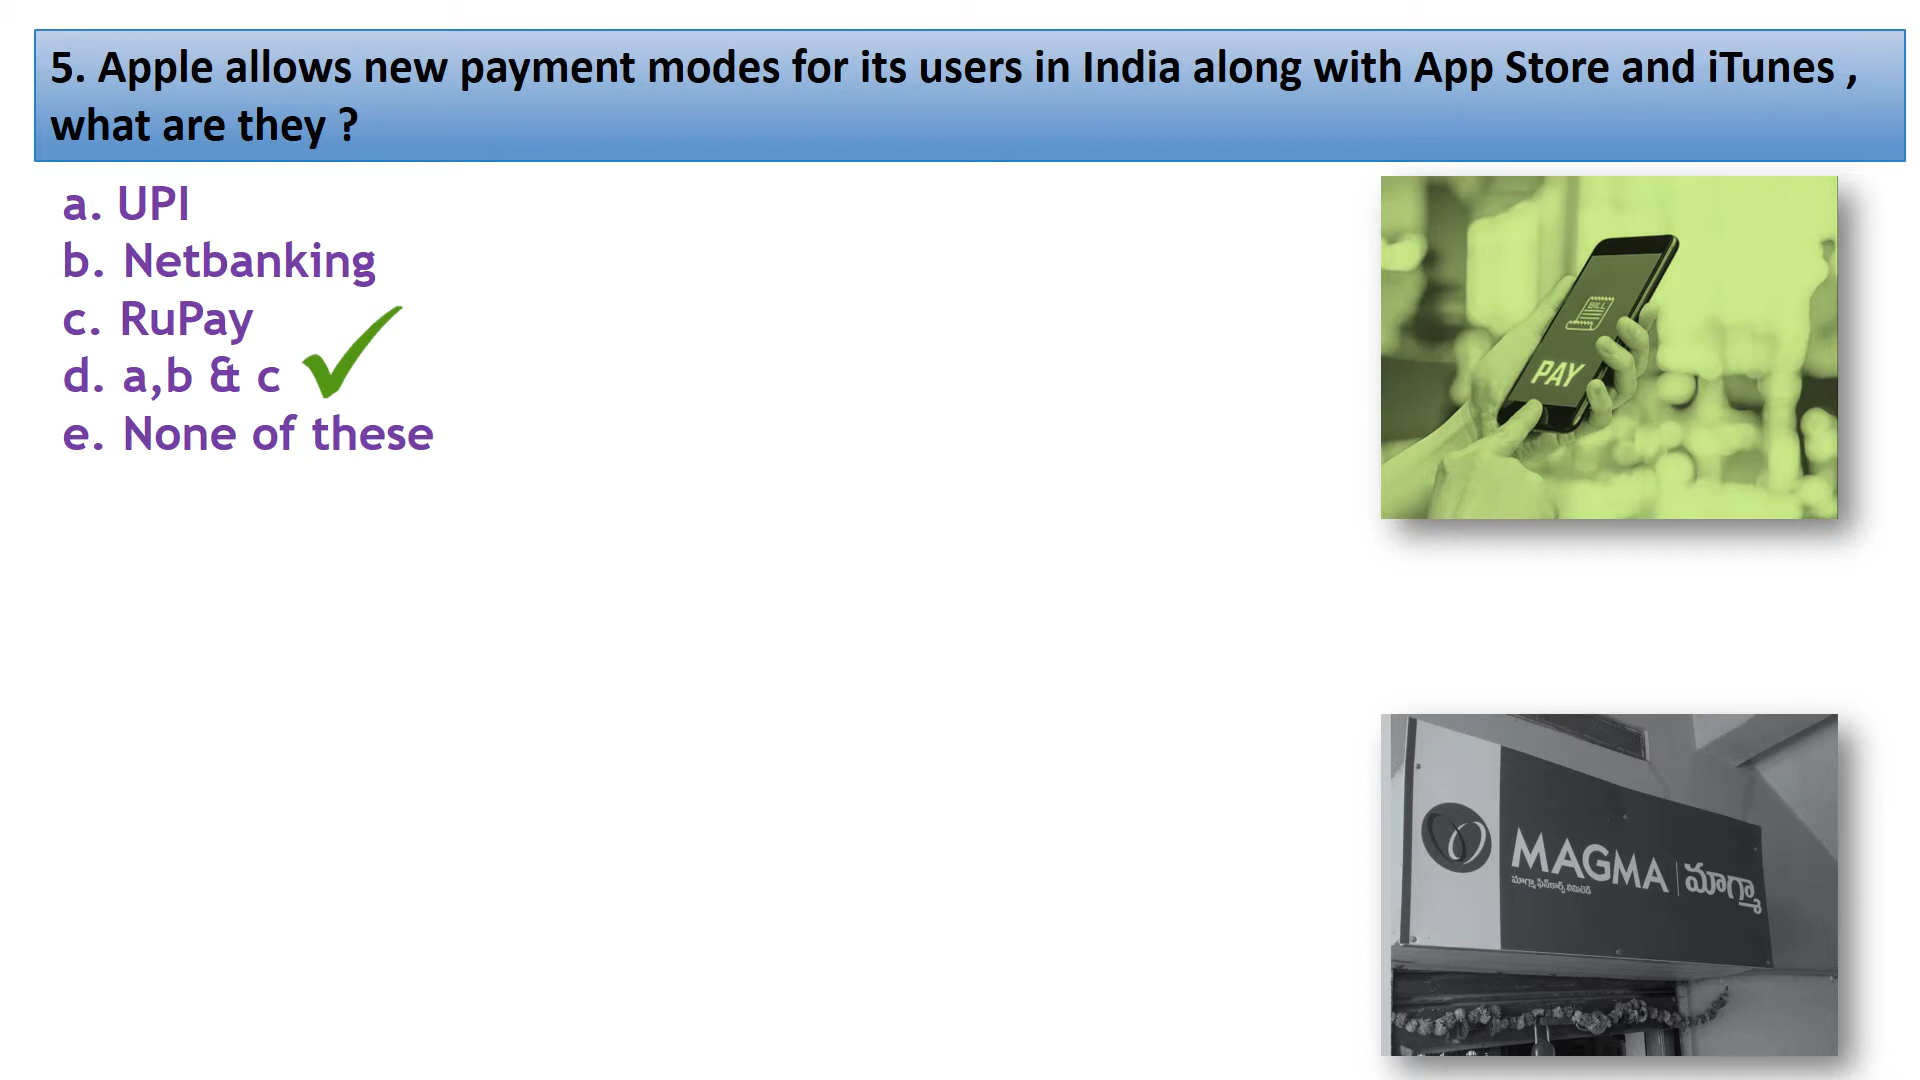 5. Apple allows new payment modes for its users in India along with App Store and iTunes ,
what are they ?
a. UPI
b. Netbanking
c. RuPay
d. a,b & c
e. None of these
BILL
PAY
MAGMA | మాగ్మా
మాగ్మా ఫిన్‌కార్ప్ లిమిటెడ్